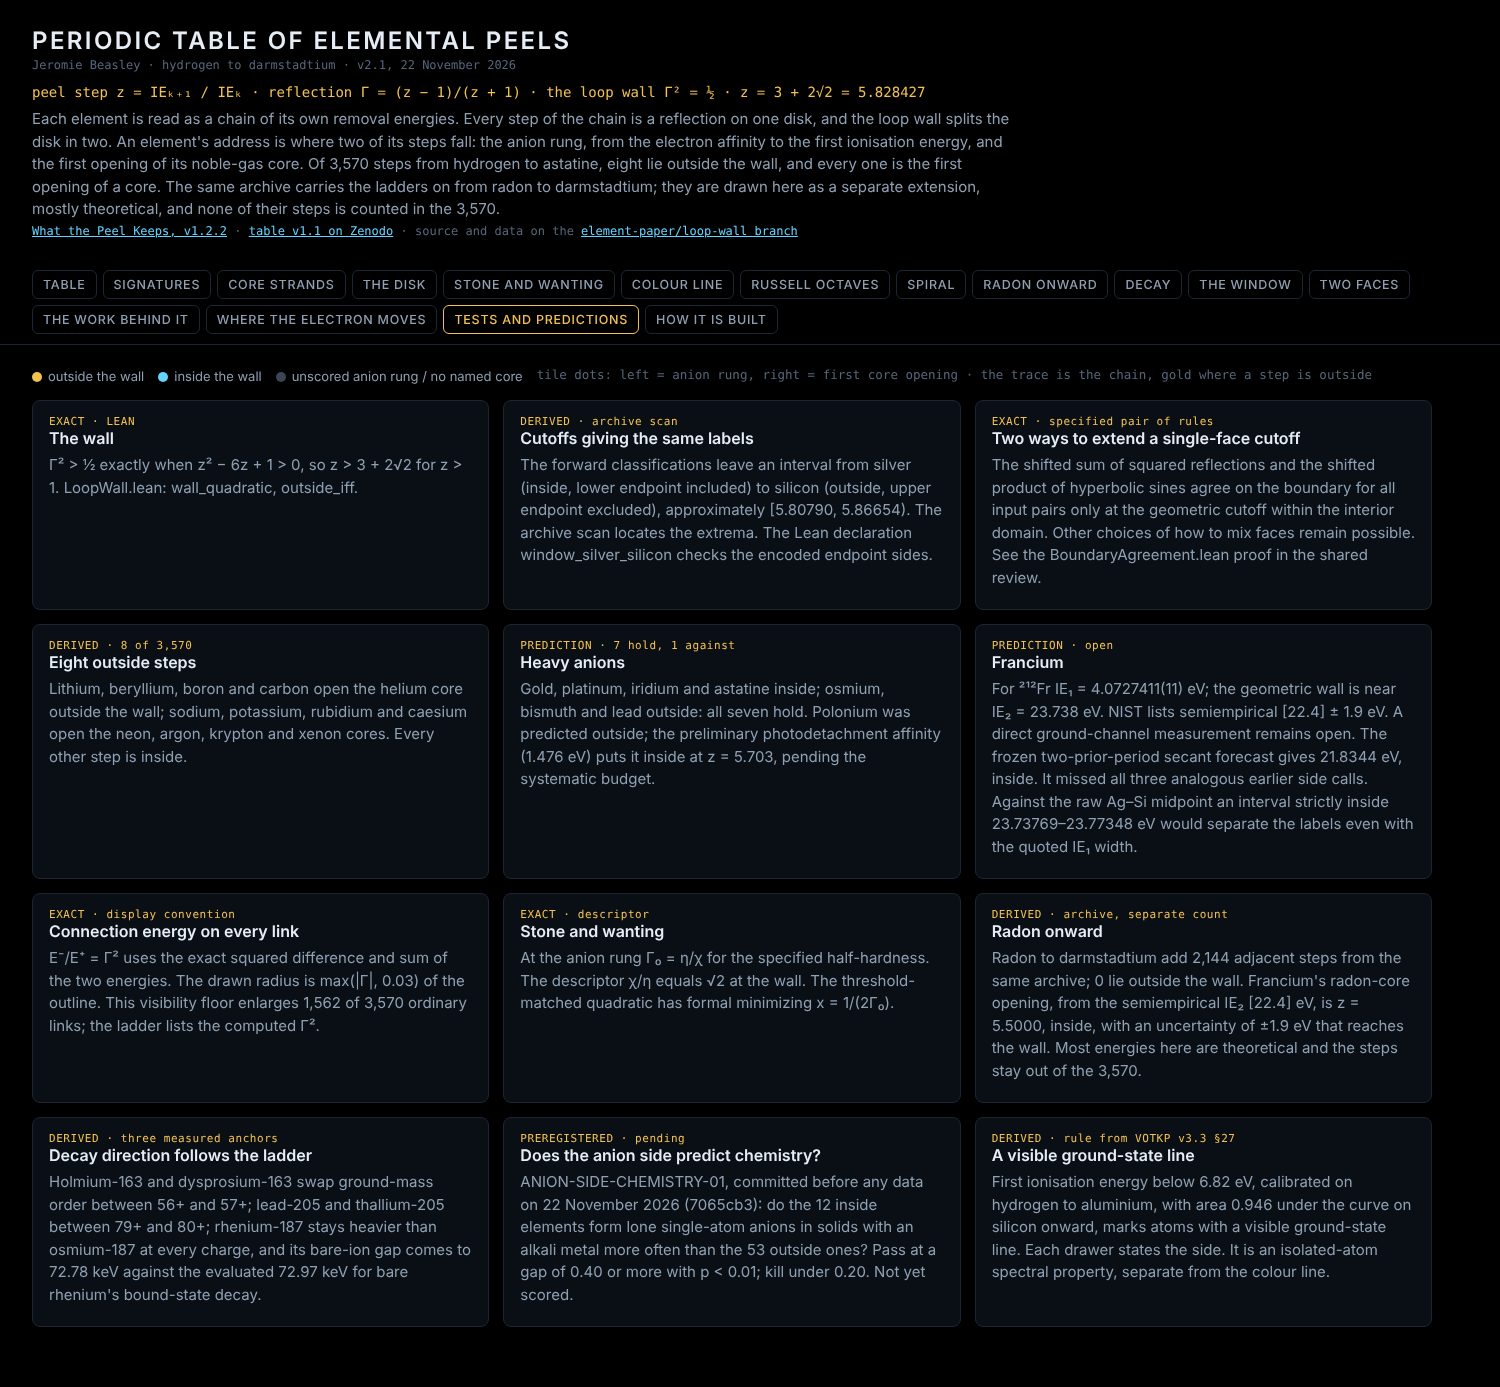 PERIODIC TABLE OF ELEMENTAL PEELS
Jeromie Beasley · hydrogen to darmstadtium · v2.1, 22 November 2026
peel step z = IEₖ₊₁ / IEₖ · reflection Γ = (z − 1)/(z + 1) · the loop wall Γ² = ½ · z = 3 + 2√2 = 5.828427
Each element is read as a chain of its own removal energies. Every step of the chain is a reflection on one disk, and the loop wall splits the
disk in two. An element's address is where two of its steps fall: the anion rung, from the electron affinity to the first ionisation energy, and
the first opening of its noble-gas core. Of 3,570 steps from hydrogen to astatine, eight lie outside the wall, and every one is the first
opening of a core. The same archive carries the ladders on from radon to darmstadtium; they are drawn here as a separate extension,
mostly theoretical, and none of their steps is counted in the 3,570.
What the Peel Keeps, v1.2.2 · table v1.1 on Zenodo · source and data on the element-paper/loop-wall branch
TABLE
SIGNATURES
CORE STRANDS
THE DISK
STONE AND WANTING
COLOUR LINE
RUSSELL OCTAVES
SPIRAL
RADON ONWARD
DECAY
THE WINDOW
TWO FACES
THE WORK BEHIND IT
WHERE THE ELECTRON MOVES
TESTS AND PREDICTIONS
HOW IT IS BUILT
outside the wall
inside the wall
unscored anion rung / no named core
tile dots: left = anion rung, right = first core opening · the trace is the chain, gold where a step is outside
EXACT · LEAN
The wall
Γ² > ½ exactly when z² − 6z + 1 > 0, so z > 3 + 2√2 for z >
1. LoopWall.lean: wall_quadratic, outside_iff.
DERIVED · archive scan
Cutoffs giving the same labels
The forward classifications leave an interval from silver
(inside, lower endpoint included) to silicon (outside, upper
endpoint excluded), approximately [5.80790, 5.86654). The
archive scan locates the extrema. The Lean declaration
window_silver_silicon checks the encoded endpoint sides.
EXACT · specified pair of rules
Two ways to extend a single-face cutoff
The shifted sum of squared reflections and the shifted
product of hyperbolic sines agree on the boundary for all
input pairs only at the geometric cutoff within the interior
domain. Other choices of how to mix faces remain possible.
See the BoundaryAgreement.lean proof in the shared
review.
DERIVED · 8 of 3,570
Eight outside steps
Lithium, beryllium, boron and carbon open the helium core
outside the wall; sodium, potassium, rubidium and caesium
open the neon, argon, krypton and xenon cores. Every
other step is inside.
PREDICTION · 7 hold, 1 against
Heavy anions
Gold, platinum, iridium and astatine inside; osmium,
bismuth and lead outside: all seven hold. Polonium was
predicted outside; the preliminary photodetachment affinity
(1.476 eV) puts it inside at z = 5.703, pending the
systematic budget.
PREDICTION · open
Francium
For ²¹²Fr IE₁ = 4.0727411(11) eV; the geometric wall is near
IE₂ = 23.738 eV. NIST lists semiempirical [22.4] ± 1.9 eV. A
direct ground-channel measurement remains open. The
frozen two-prior-period secant forecast gives 21.8344 eV,
inside. It missed all three analogous earlier side calls.
Against the raw Ag–Si midpoint an interval strictly inside
23.73769–23.77348 eV would separate the labels even with
the quoted IE₁ width.
EXACT · display convention
Connection energy on every link
E⁻/E⁺ = Γ² uses the exact squared difference and sum of
the two energies. The drawn radius is max(|Γ|, 0.03) of the
outline. This visibility floor enlarges 1,562 of 3,570 ordinary
links; the ladder lists the computed Γ².
EXACT · descriptor
Stone and wanting
At the anion rung Γ₀ = η/χ for the specified half-hardness.
The descriptor χ/η equals √2 at the wall. The threshold-
matched quadratic has formal minimizing x = 1/(2Γ₀).
DERIVED · archive, separate count
Radon onward
Radon to darmstadtium add 2,144 adjacent steps from the
same archive; 0 lie outside the wall. Francium's radon-core
opening, from the semiempirical IE₂ [22.4] eV, is z =
5.5000, inside, with an uncertainty of ±1.9 eV that reaches
the wall. Most energies here are theoretical and the steps
stay out of the 3,570.
DERIVED · three measured anchors
Decay direction follows the ladder
Holmium-163 and dysprosium-163 swap ground-mass
order between 56+ and 57+; lead-205 and thallium-205
between 79+ and 80+; rhenium-187 stays heavier than
osmium-187 at every charge, and its bare-ion gap comes to
72.78 keV against the evaluated 72.97 keV for bare
rhenium's bound-state decay.
PREREGISTERED · pending
Does the anion side predict chemistry?
ANION-SIDE-CHEMISTRY-01, committed before any data
on 22 November 2026 (7065cb3): do the 12 inside
elements form lone single-atom anions in solids with an
alkali metal more often than the 53 outside ones? Pass at a
gap of 0.40 or more with p < 0.01; kill under 0.20. Not yet
scored.
DERIVED · rule from VOTKP v3.3 §27
A visible ground-state line
First ionisation energy below 6.82 eV, calibrated on
hydrogen to aluminium, with area 0.946 under the curve on
silicon onward, marks atoms with a visible ground-state
line. Each drawer states the side. It is an isolated-atom
spectral property, separate from the colour line.